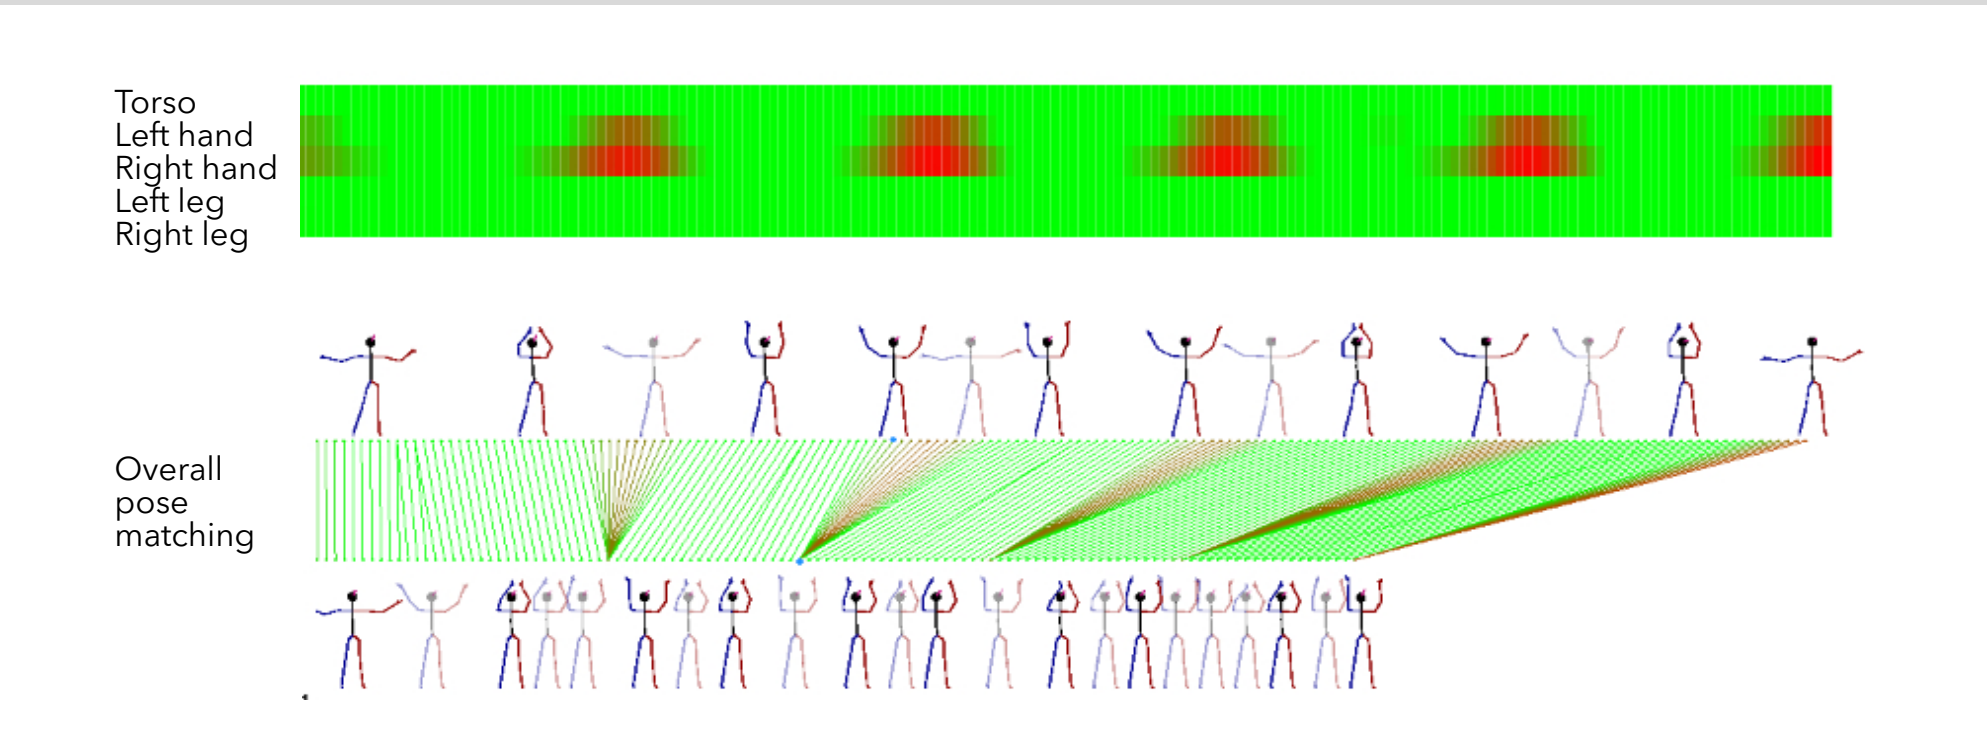 Torso
Left hand
Right hand
Left leg
Right leg
Overall
pose
matching